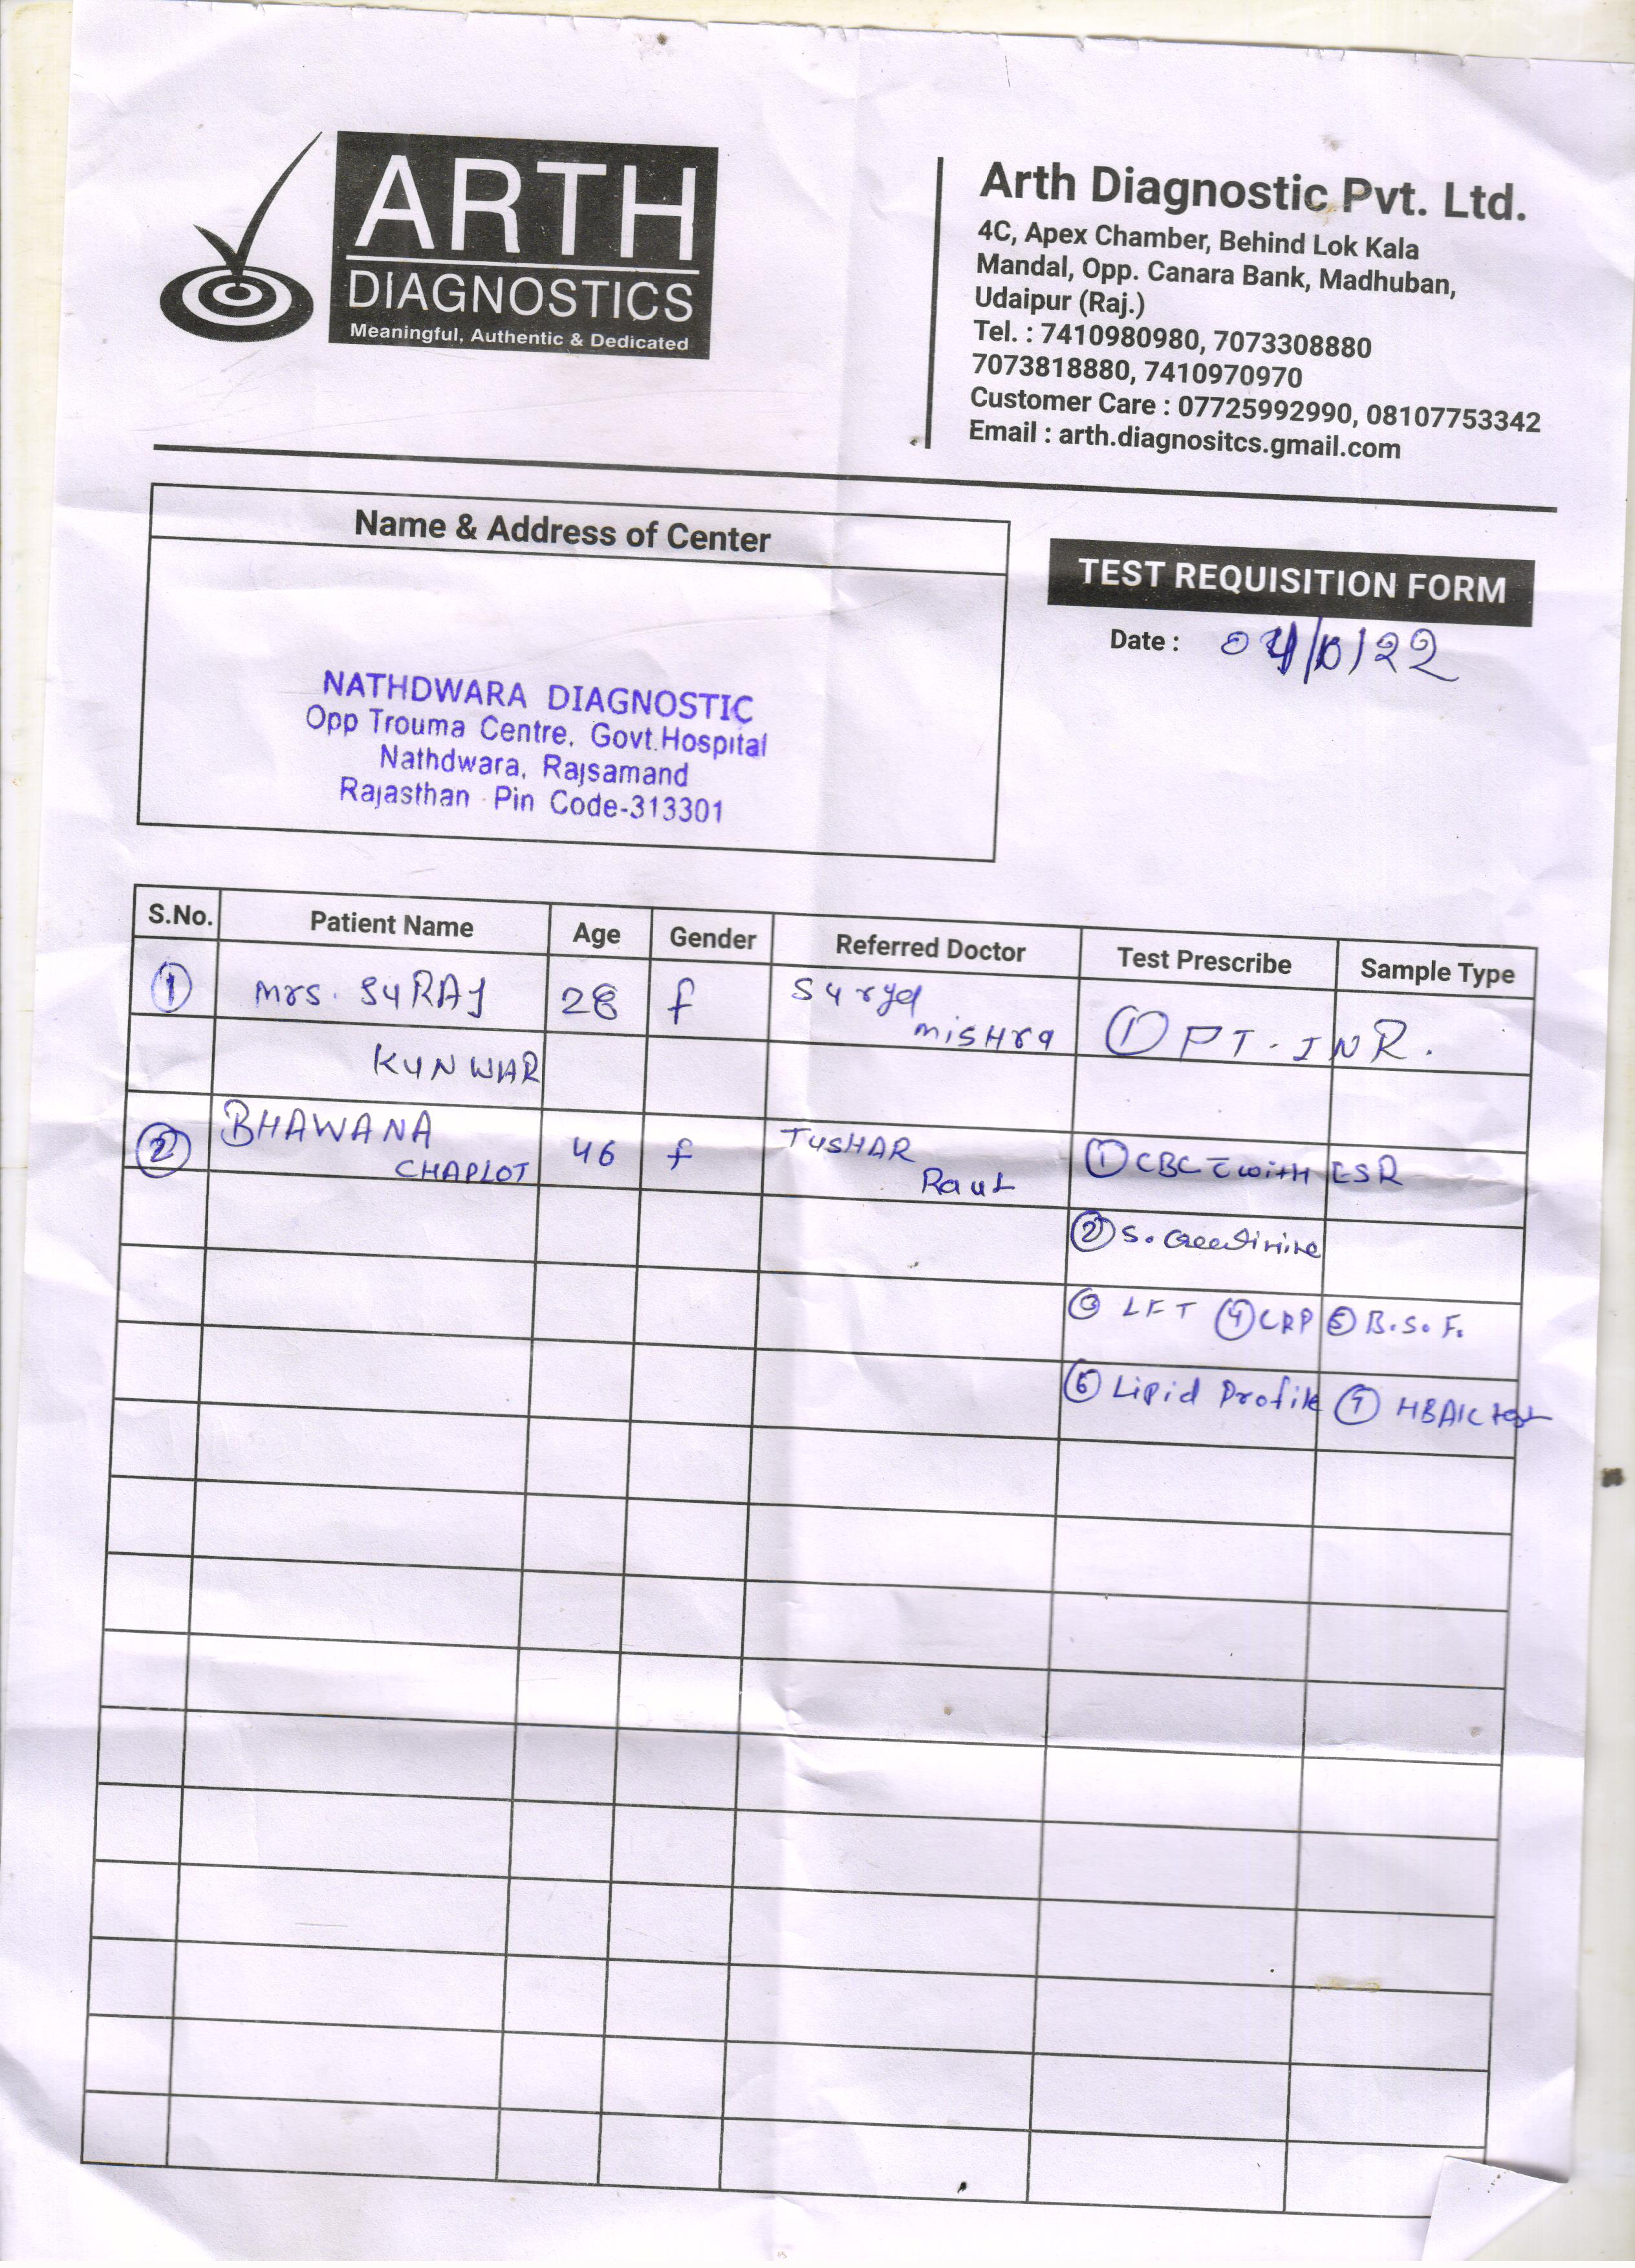 ARTH
DIAGNOSTICS
Meaningful, Authentic & Dedicated
Arth Diagnostic Pvt. Ltd.
4C, Apex Chamber, Behind Lok Kala
Mandal, Opp. Canara Bank, Madhuban,
Udaipur (Raj.)
Tel. : 7410980980, 7073308880
7073818880, 7410970970
Customer Care : 07725992990, 08107753342
Email : arth.diagnositcs.gmail.com
Name & Address of Center
TEST REQUISITION FORM
Date : 04/10/22
NATHDWARA DIAGNOSTIC
Opp Trouma Centre, Govt.Hospital
Nathdwara, Rajsamand
Rajasthan - Pin Code-313301
S.No. Patient Name Age Gender Referred Doctor Test Prescribe Sample Type
① Mrs. SURAJ 28 f Surya
MISHRA ① PT-INR.
KUNWAR
② BHAWANA 46 f TUSHAR ① CBC c̄ with ESR
CHAPLOT Raut
② S. Creatinine
③ LFT ④ CRP ⑤ B.S.F.
⑥ Lipid Profile ⑦ HBA1C test